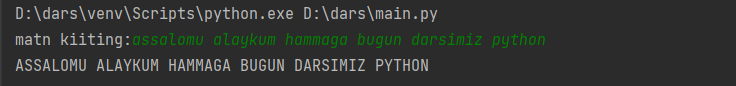 D:\dars\venv\Scripts\python.exe D:\dars\main.py
matn kiiting:assalomu alaykum hammaga bugun darsimiz python
ASSALOMU ALAYKUM HAMMAGA BUGUN DARSIMIZ PYTHON